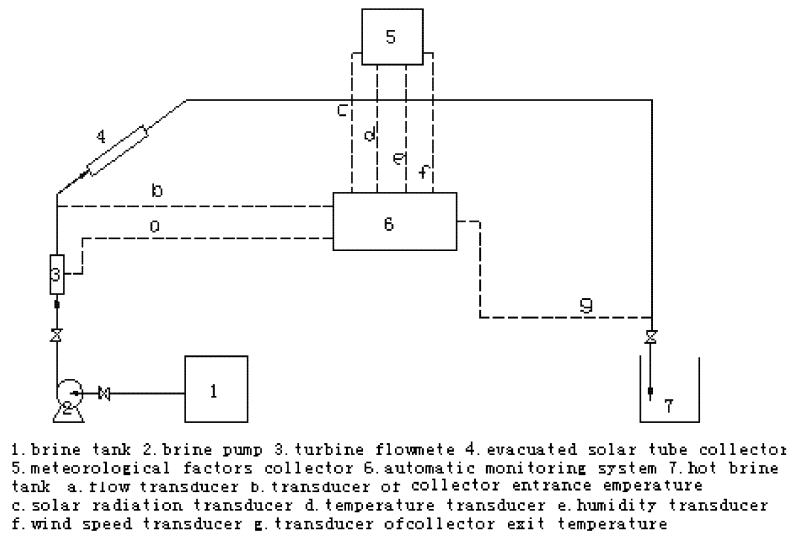 5
4
c
d
e
f
b
6
a
3
g
1
2
7
1.brine tank 2.brine pump 3.turbine flowmete 4.evacuated solar tube collector
5.meteorological factors collector 6.automatic monitoring system 7.hot brine
tank a.flow transducer b.transducer of collector entrance emperature
c.solar radiation transducer d.temperature transducer e.humidity transducer
f.wind speed transducer g.transducer ofcollector exit temperature